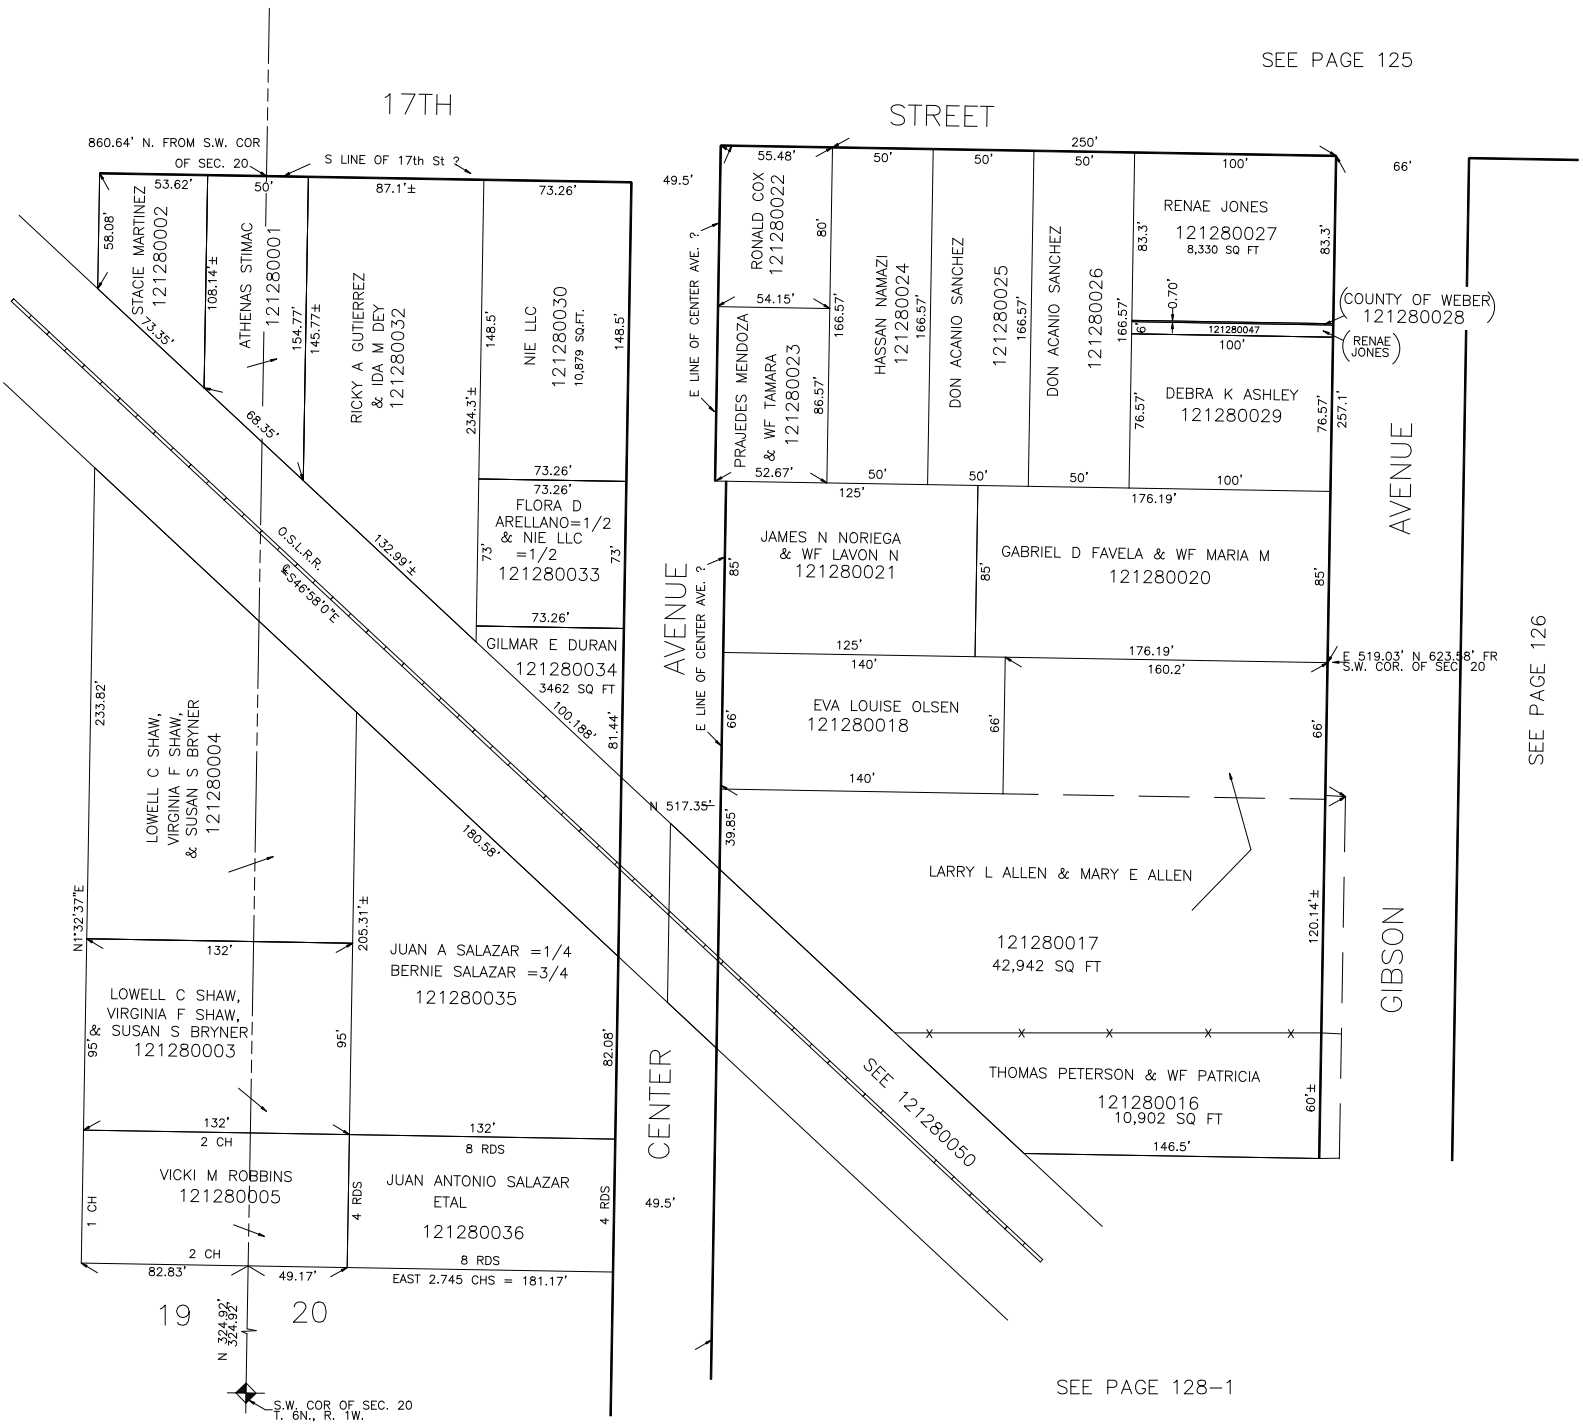 SEE PAGE 125
17TH
STREET
860.64' N. FROM S.W. COR
OF SEC. 20
S LINE OF 17th St ?
53.62'
50'
87.1'±
73.26'
49.5'
55.48'
250'
50'
50'
50'
100'
66'
58.08'
STACIE MARTINEZ
121280002
73.35'
108.14'±
ATHENAS STIMAC
121280001
154.77'
145.77±
68.35'
RICKY A GUTIERREZ
& IDA M DEY
121280032
234.3'±
132.99'±
148.5'
NIE LLC
121280030
10,879 SQ.FT.
148.5'
73.26'
73.26'
FLORA D
ARELLANO=1/2
& NIE LLC
=1/2
121280033
73'
73'
73.26'
GILMAR E DURAN
121280034
3462 SQ FT
100.188'
81.44'
E LINE OF CENTER AVE. ?
RONALD COX
121280022
80'
54.15'
PRAJEDES MENDOZA
& WF TAMARA
121280023
86.57'
52.67'
166.57'
HASSAN NAMAZI
121280024
166.57'
50'
DON ACANIO SANCHEZ
121280025
166.57'
50'
DON ACANIO SANCHEZ
121280026
166.57'
50'
RENAE JONES
121280027
8,330 SQ FT
83.3'
83.3'
0.70'
(COUNTY OF WEBER)
121280028
6'
121280047
(RENAE
JONES)
100'
DEBRA K ASHLEY
121280029
76.57'
76.57'
257.1'
100'
125'
176.19'
JAMES N NORIEGA
& WF LAVON N
121280021
85'
85'
125'
GABRIEL D FAVELA & WF MARIA M
121280020
85'
176.19'
E LINE OF CENTER AVE. ?
AVENUE
AVENUE
E 519.03' N 623.58' FR
S.W. COR. OF SEC 20
SEE PAGE 126
140'
160.2'
EVA LOUISE OLSEN
121280018
66'
66'
66'
140'
N 517.35'
39.85'
LARRY L ALLEN & MARY E ALLEN
121280017
42,942 SQ FT
120.14'±
GIBSON
X X X X X
THOMAS PETERSON & WF PATRICIA
121280016
10,902 SQ FT
60'±
146.5'
O.S.L.R.R.
℄S46°58'0"E
SEE 121280050
233.82'
LOWELL C SHAW,
VIRGINIA F SHAW,
& SUSAN S BRYNER
121280004
180.58'
N1°32'37"E
132'
205.31'±
LOWELL C SHAW,
VIRGINIA F SHAW,
& SUSAN S BRYNER
121280003
95'
95'
132'
JUAN A SALAZAR =1/4
BERNIE SALAZAR =3/4
121280035
82.08'
132'
CENTER
2 CH
8 RDS
VICKI M ROBBINS
121280005
1 CH
4 RDS
2 CH
JUAN ANTONIO SALAZAR
ETAL
121280036
4 RDS
8 RDS
49.5'
82.83'
49.17'
EAST 2.745 CHS = 181.17'
19
20
N 324.92'
324.92'
S.W. COR OF SEC. 20
T. 6N., R. 1W.
SEE PAGE 128-1